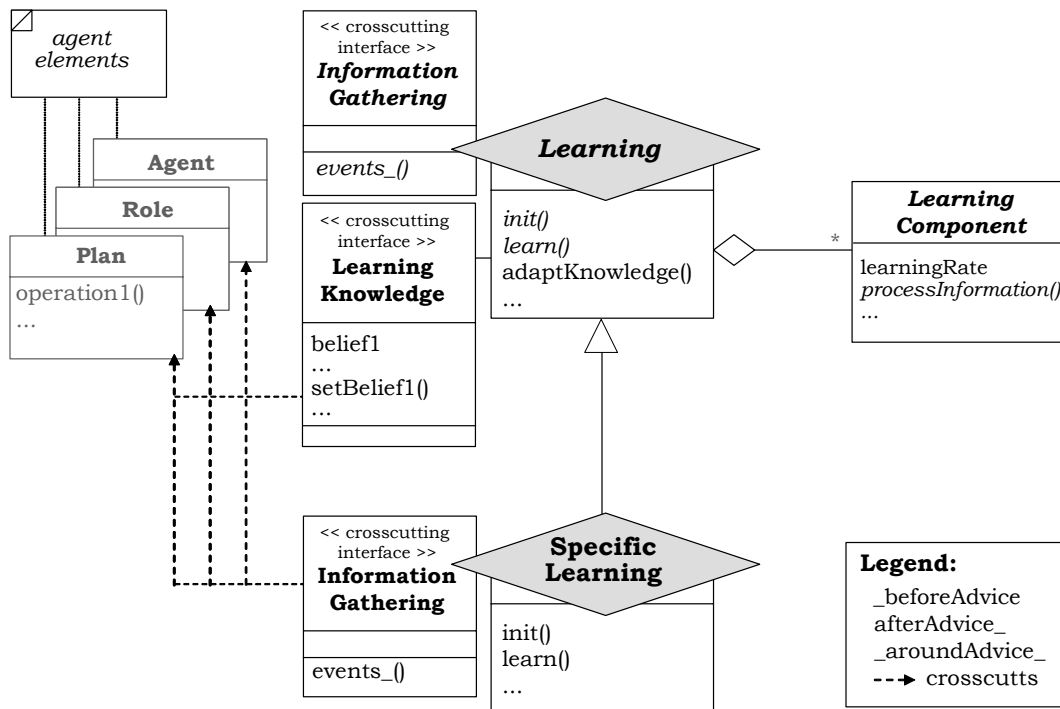 agent
elements
Agent
Role
Plan
operation1()
...
<< crosscutting
interface >>
Information
Gathering
events_()
<< crosscutting
interface >>
Learning
Knowledge
belief1
...
setBelief1()
...
Learning
init()
learn()
adaptKnowledge()
...
*
Learning
Component
learningRate
processInformation()
...
<< crosscutting
interface >>
Information
Gathering
events_()
Specific
Learning
init()
learn()
...
Legend:
_beforeAdvice
afterAdvice_
_aroundAdvice_
crosscutts